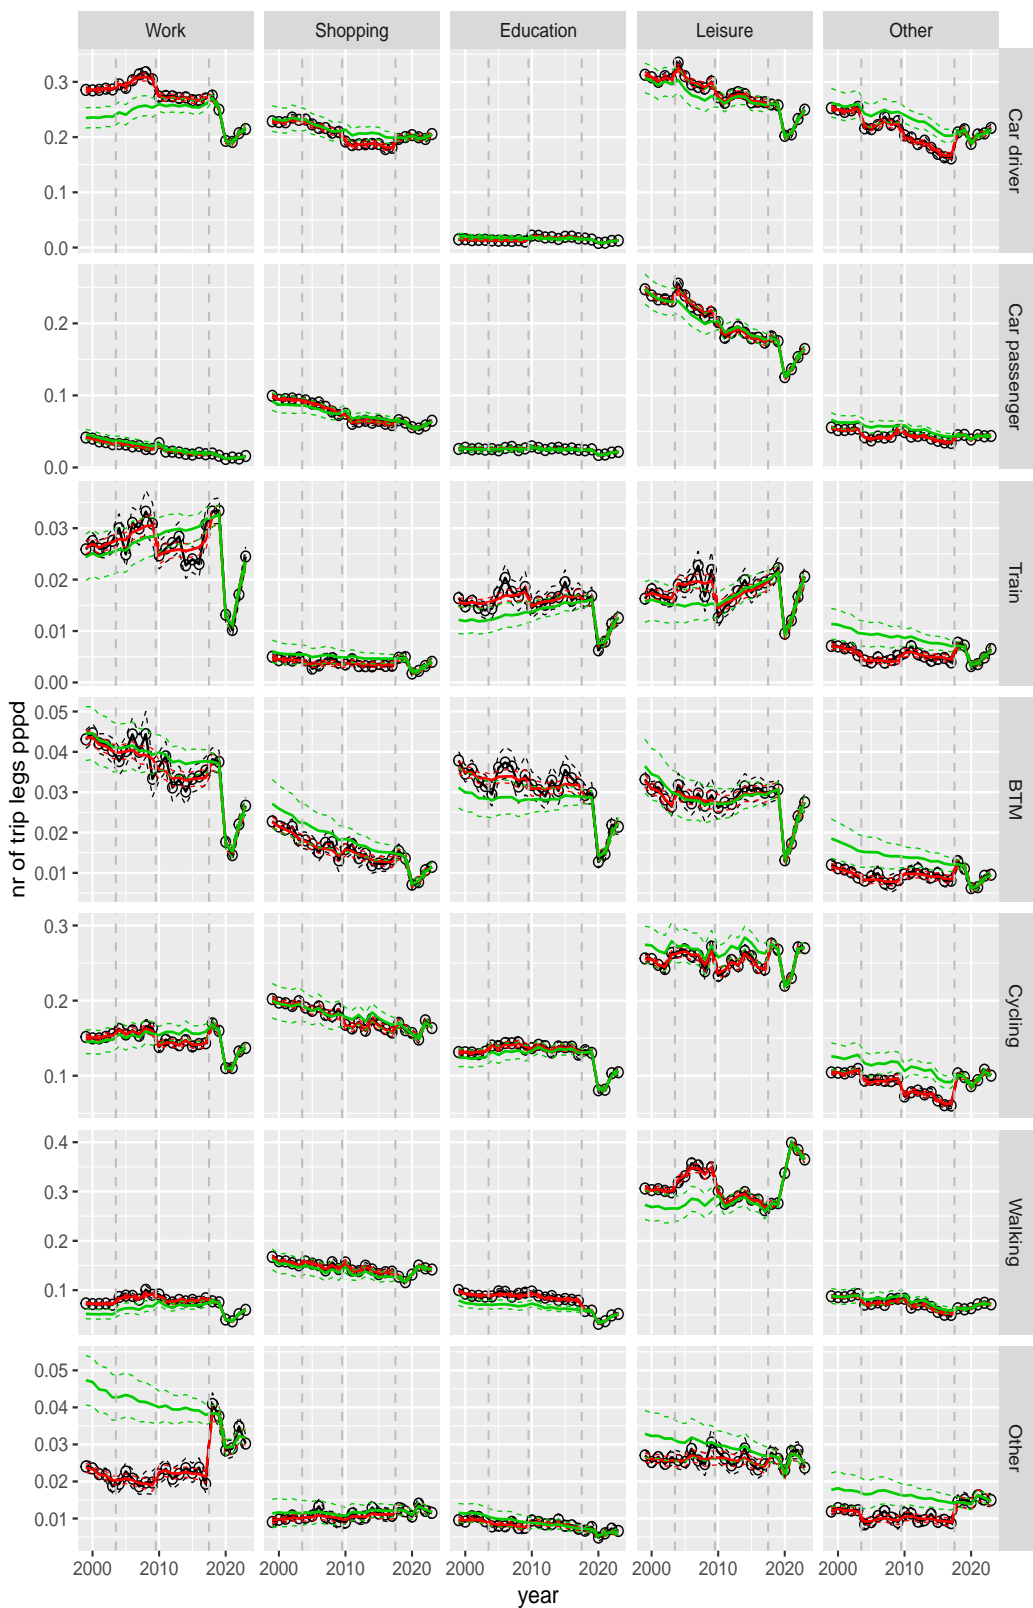 Work Shopping Education Leisure Other
0.3
0.2
0.1
0.0
Car driver
0.2
0.1
0.0
Car passenger
0.03
0.02
0.01
0.00
Train
0.05
0.04
0.03
0.02
0.01
BTM
0.3
0.2
0.1
Cycling
0.4
0.3
0.2
0.1
Walking
0.05
0.04
0.03
0.02
0.01
Other
nr of trip legs pppd
2000 2010 2020 2000 2010 2020 2000 2010 2020 2000 2010 2020 2000 2010 2020
year